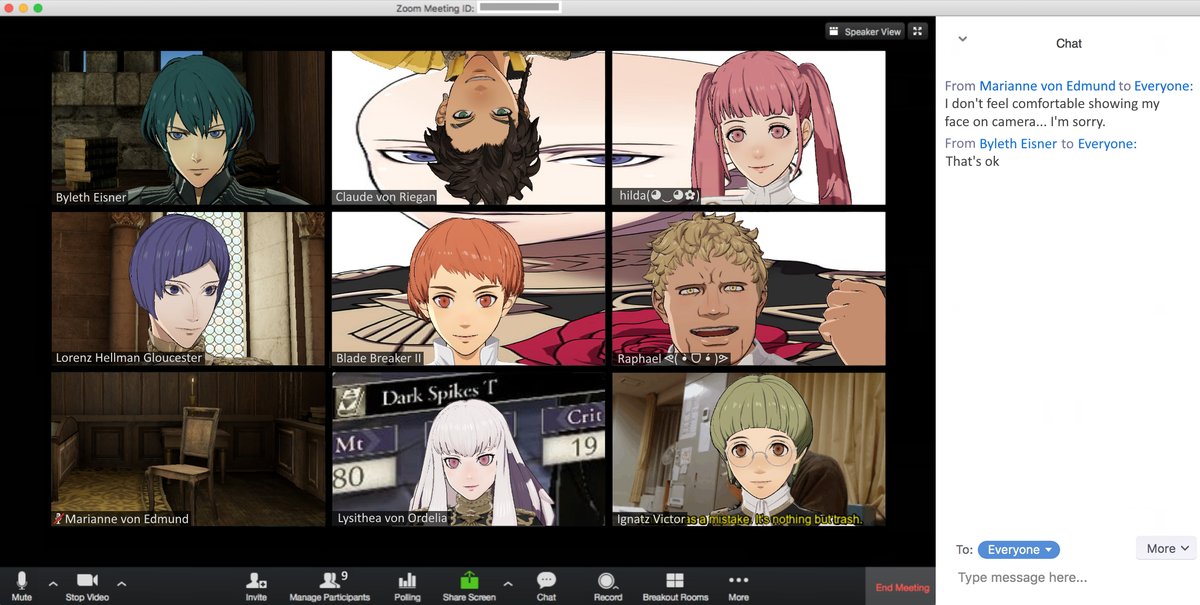 Zoom Meeting ID:
Speaker View
Chat
From Marianne von Edmund to Everyone:
I don't feel comfortable showing my
face on camera... I'm sorry.
From Byleth Eisner to Everyone:
That's ok
Byleth Eisner
Claude von Riegan
hilda(◕‿◕✿)
Lorenz Hellman Gloucester
Blade Breaker II
Raphael ᕙ( •̀ ᗜ •́ )ᕗ
Marianne von Edmund
Dark Spikes T
Mt
80
Crit
19
Lysithea von Ordelia
Ignatz Victor
as a mistake. It's nothing but trash.
To: Everyone
More
Type message here...
Mute
Stop Video
Invite
9
Manage Participants
Polling
Share Screen
Chat
Record
Breakout Rooms
More
End Meeting